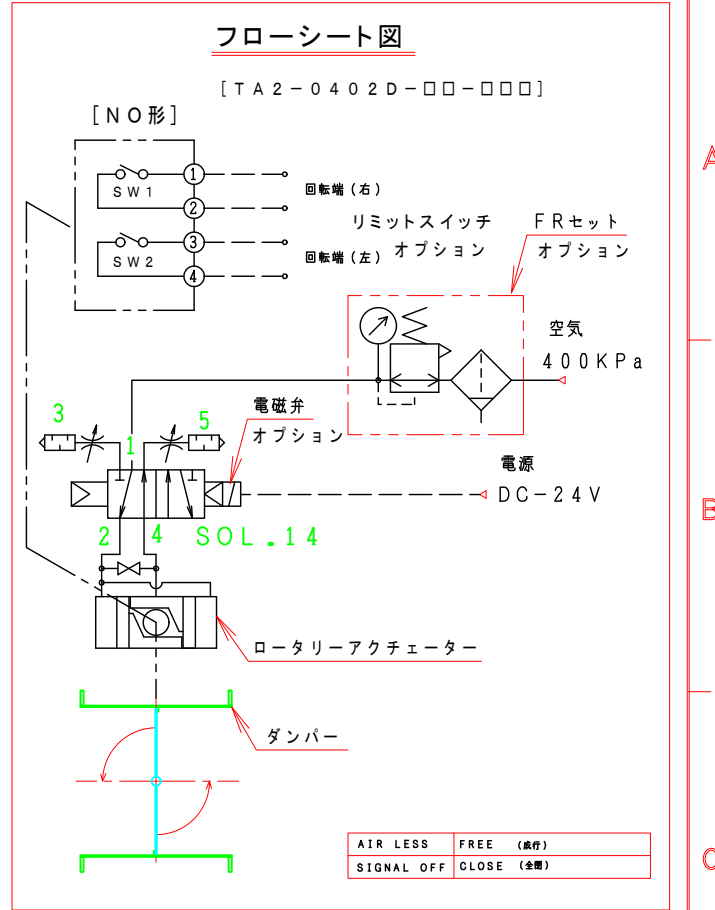 フローシート図
[TA2-0402D-□□-□□□]
[NO形]
SW1
1
2
回転端(右)
SW2
3
4
回転端(左)
リミットスイッチ
オプション
FRセット
オプション
空気
400KPa
電磁弁
オプション
3
1
5
電源
DC-24V
2
4
SOL.14
ロータリーアクチェーター
ダンパー
AIR LESS FREE (成行)
SIGNAL OFF CLOSE (全閉)
A
B
C